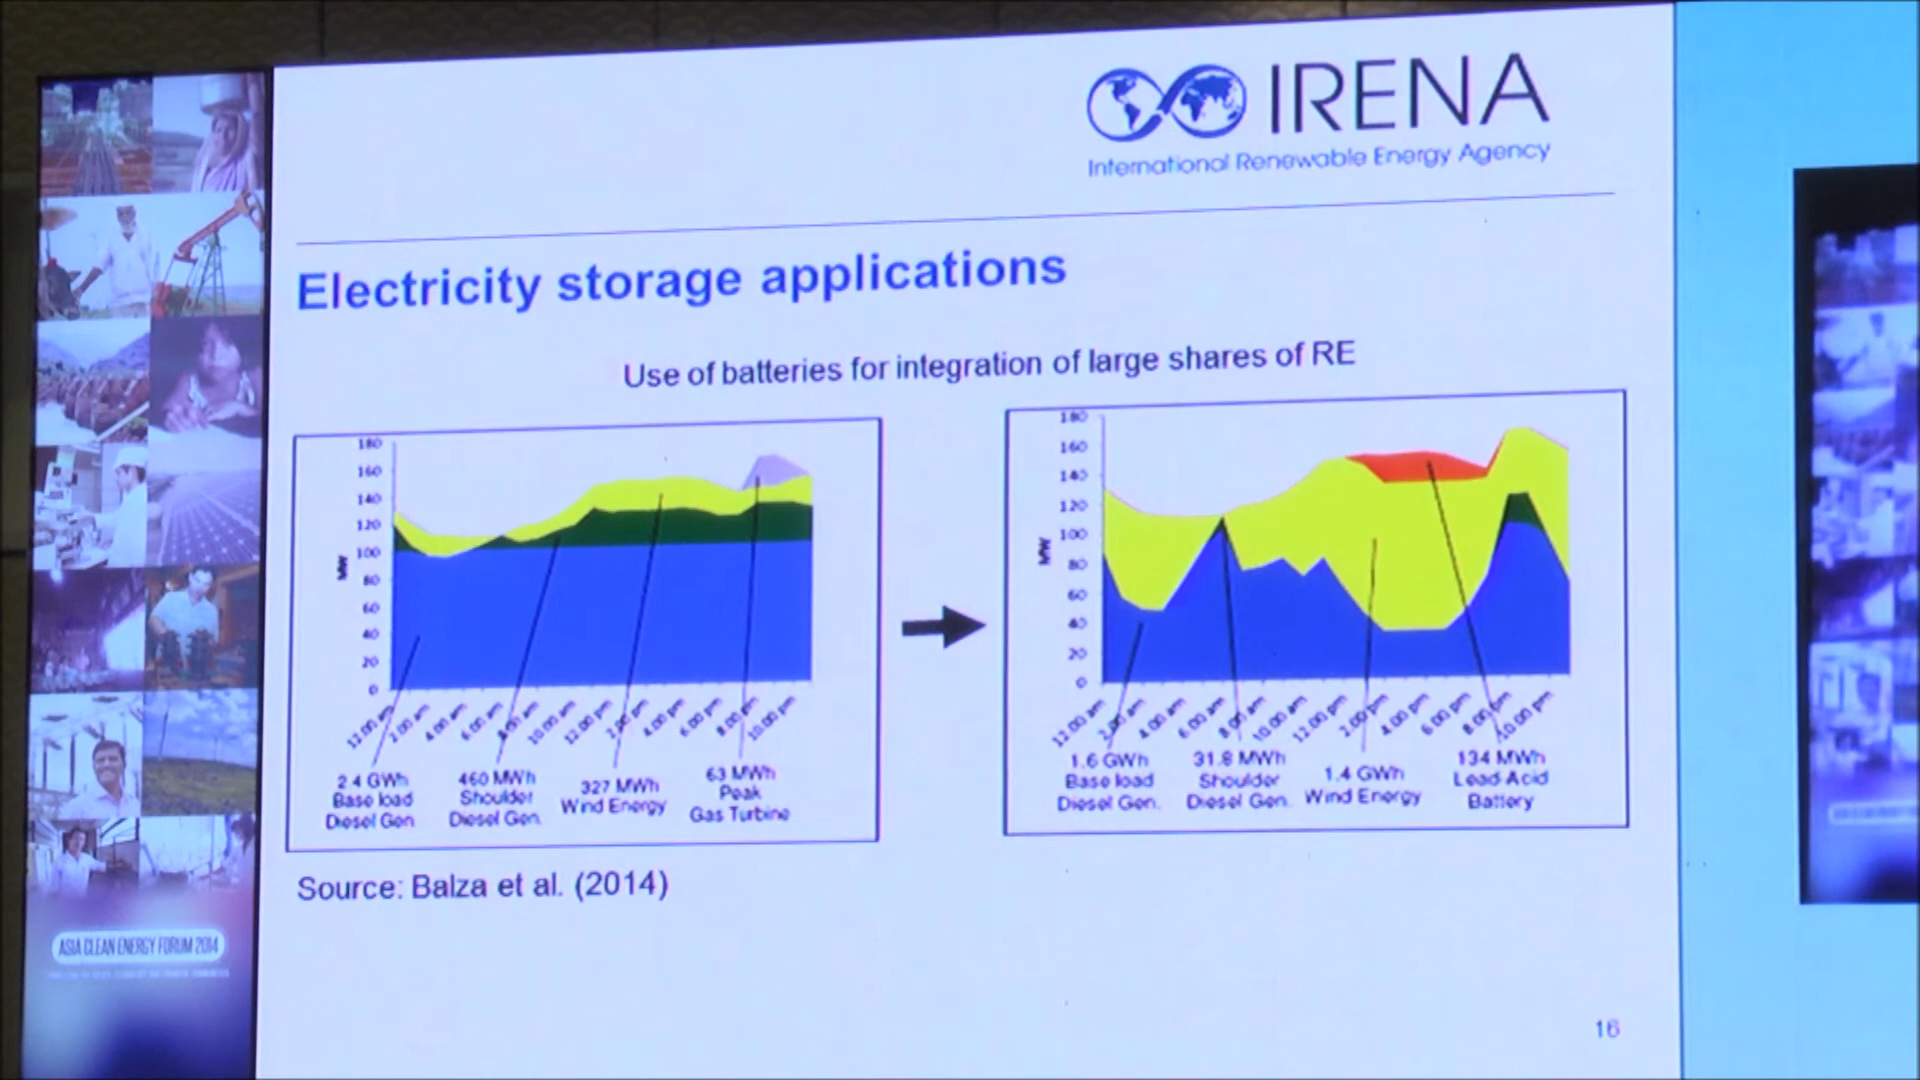 IRENA
International Renewable Energy Agency
Electricity storage applications
Use of batteries for integration of large shares of RE
180
160
140
120
100
80
60
40
20
0
MW
12:00 am
2:00 am
4:00 am
6:00 am
8:00 am
10:00 am
12:00 pm
2:00 pm
4:00 pm
6:00 pm
8:00 pm
10:00 pm
2.4 GWh
Base load
Diesel Gen
460 MWh
Shoulder
Diesel Gen.
327 MWh
Wind Energy
63 MWh
Peak
Gas Turbine
180
160
140
120
100
80
60
40
20
0
MW
12:00 am
2:00 am
4:00 am
6:00 am
8:00 am
10:00 am
12:00 pm
2:00 pm
4:00 pm
6:00 pm
8:00 pm
10:00 pm
1.6 GWh
Base load
Diesel Gen.
31.8 MWh
Shoulder
Diesel Gen.
1.4 GWh
Wind Energy
134 MWh
Lead-Acid
Battery
Source: Balza et al. (2014)
ASIA CLEAN ENERGY FORUM 2014
16